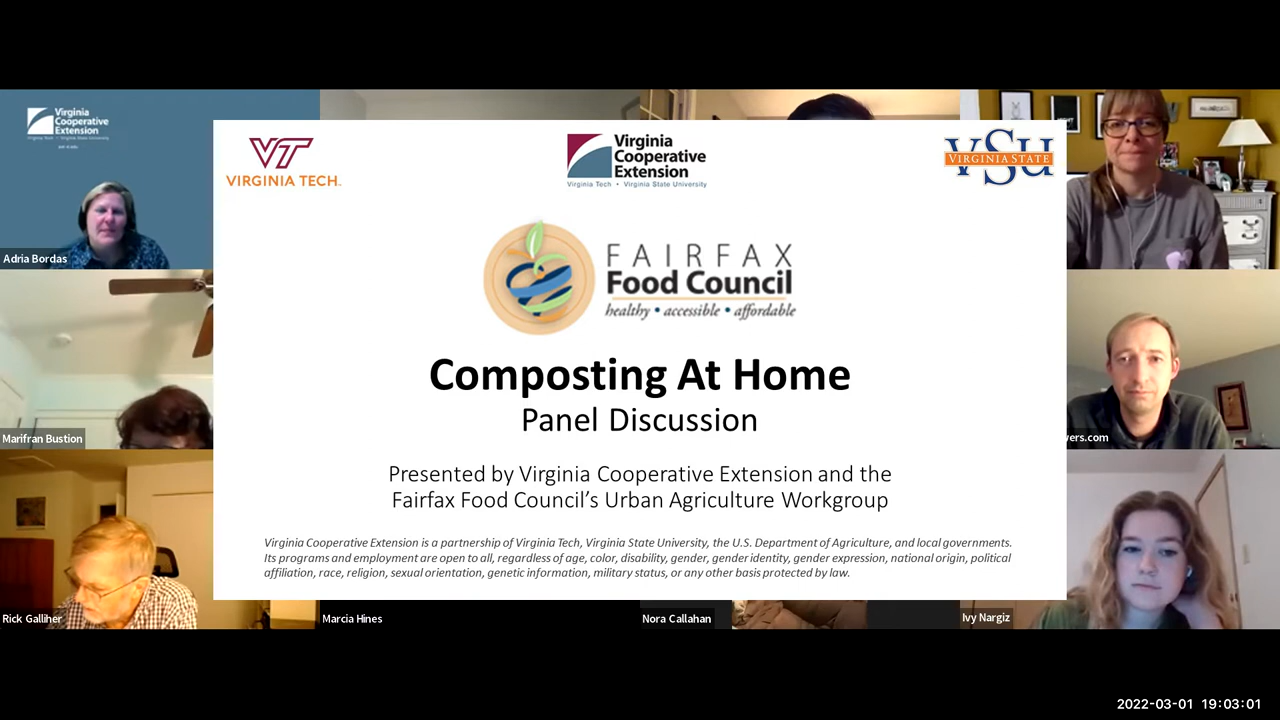 Virginia
Cooperative
Extension
Adria Bordas
VT
VIRGINIA TECH.
Virginia
Cooperative
Extension
Virginia Tech • Virginia State University
VSU
VIRGINIA STATE
FAIRFAX
Food Council
healthy • accessible • affordable
Composting At Home
Panel Discussion
Marifran Bustion
wers.com
Presented by Virginia Cooperative Extension and the
Fairfax Food Council’s Urban Agriculture Workgroup
Virginia Cooperative Extension is a partnership of Virginia Tech, Virginia State University, the U.S. Department of Agriculture, and local governments.
Its programs and employment are open to all, regardless of age, color, disability, gender, gender identity, gender expression, national origin, political
affiliation, race, religion, sexual orientation, genetic information, military status, or any other basis protected by law.
Rick Galliher
Marcia Hines
Nora Callahan
Ivy Nargiz
2022-03-01 19:03:01